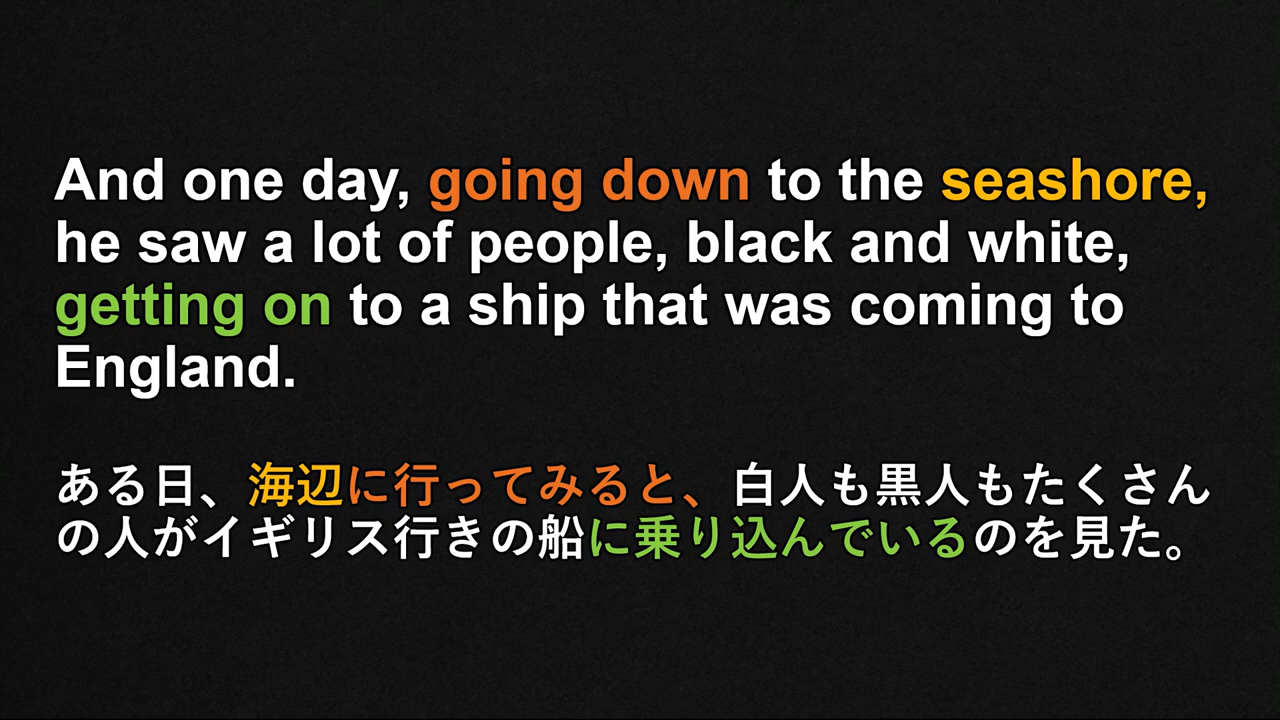 And one day, going down to the seashore,
he saw a lot of people, black and white,
getting on to a ship that was coming to
England.
ある日、海辺に行ってみると、白人も黒人もたくさん
の人がイギリス行きの船に乗り込んでいるのを見た。